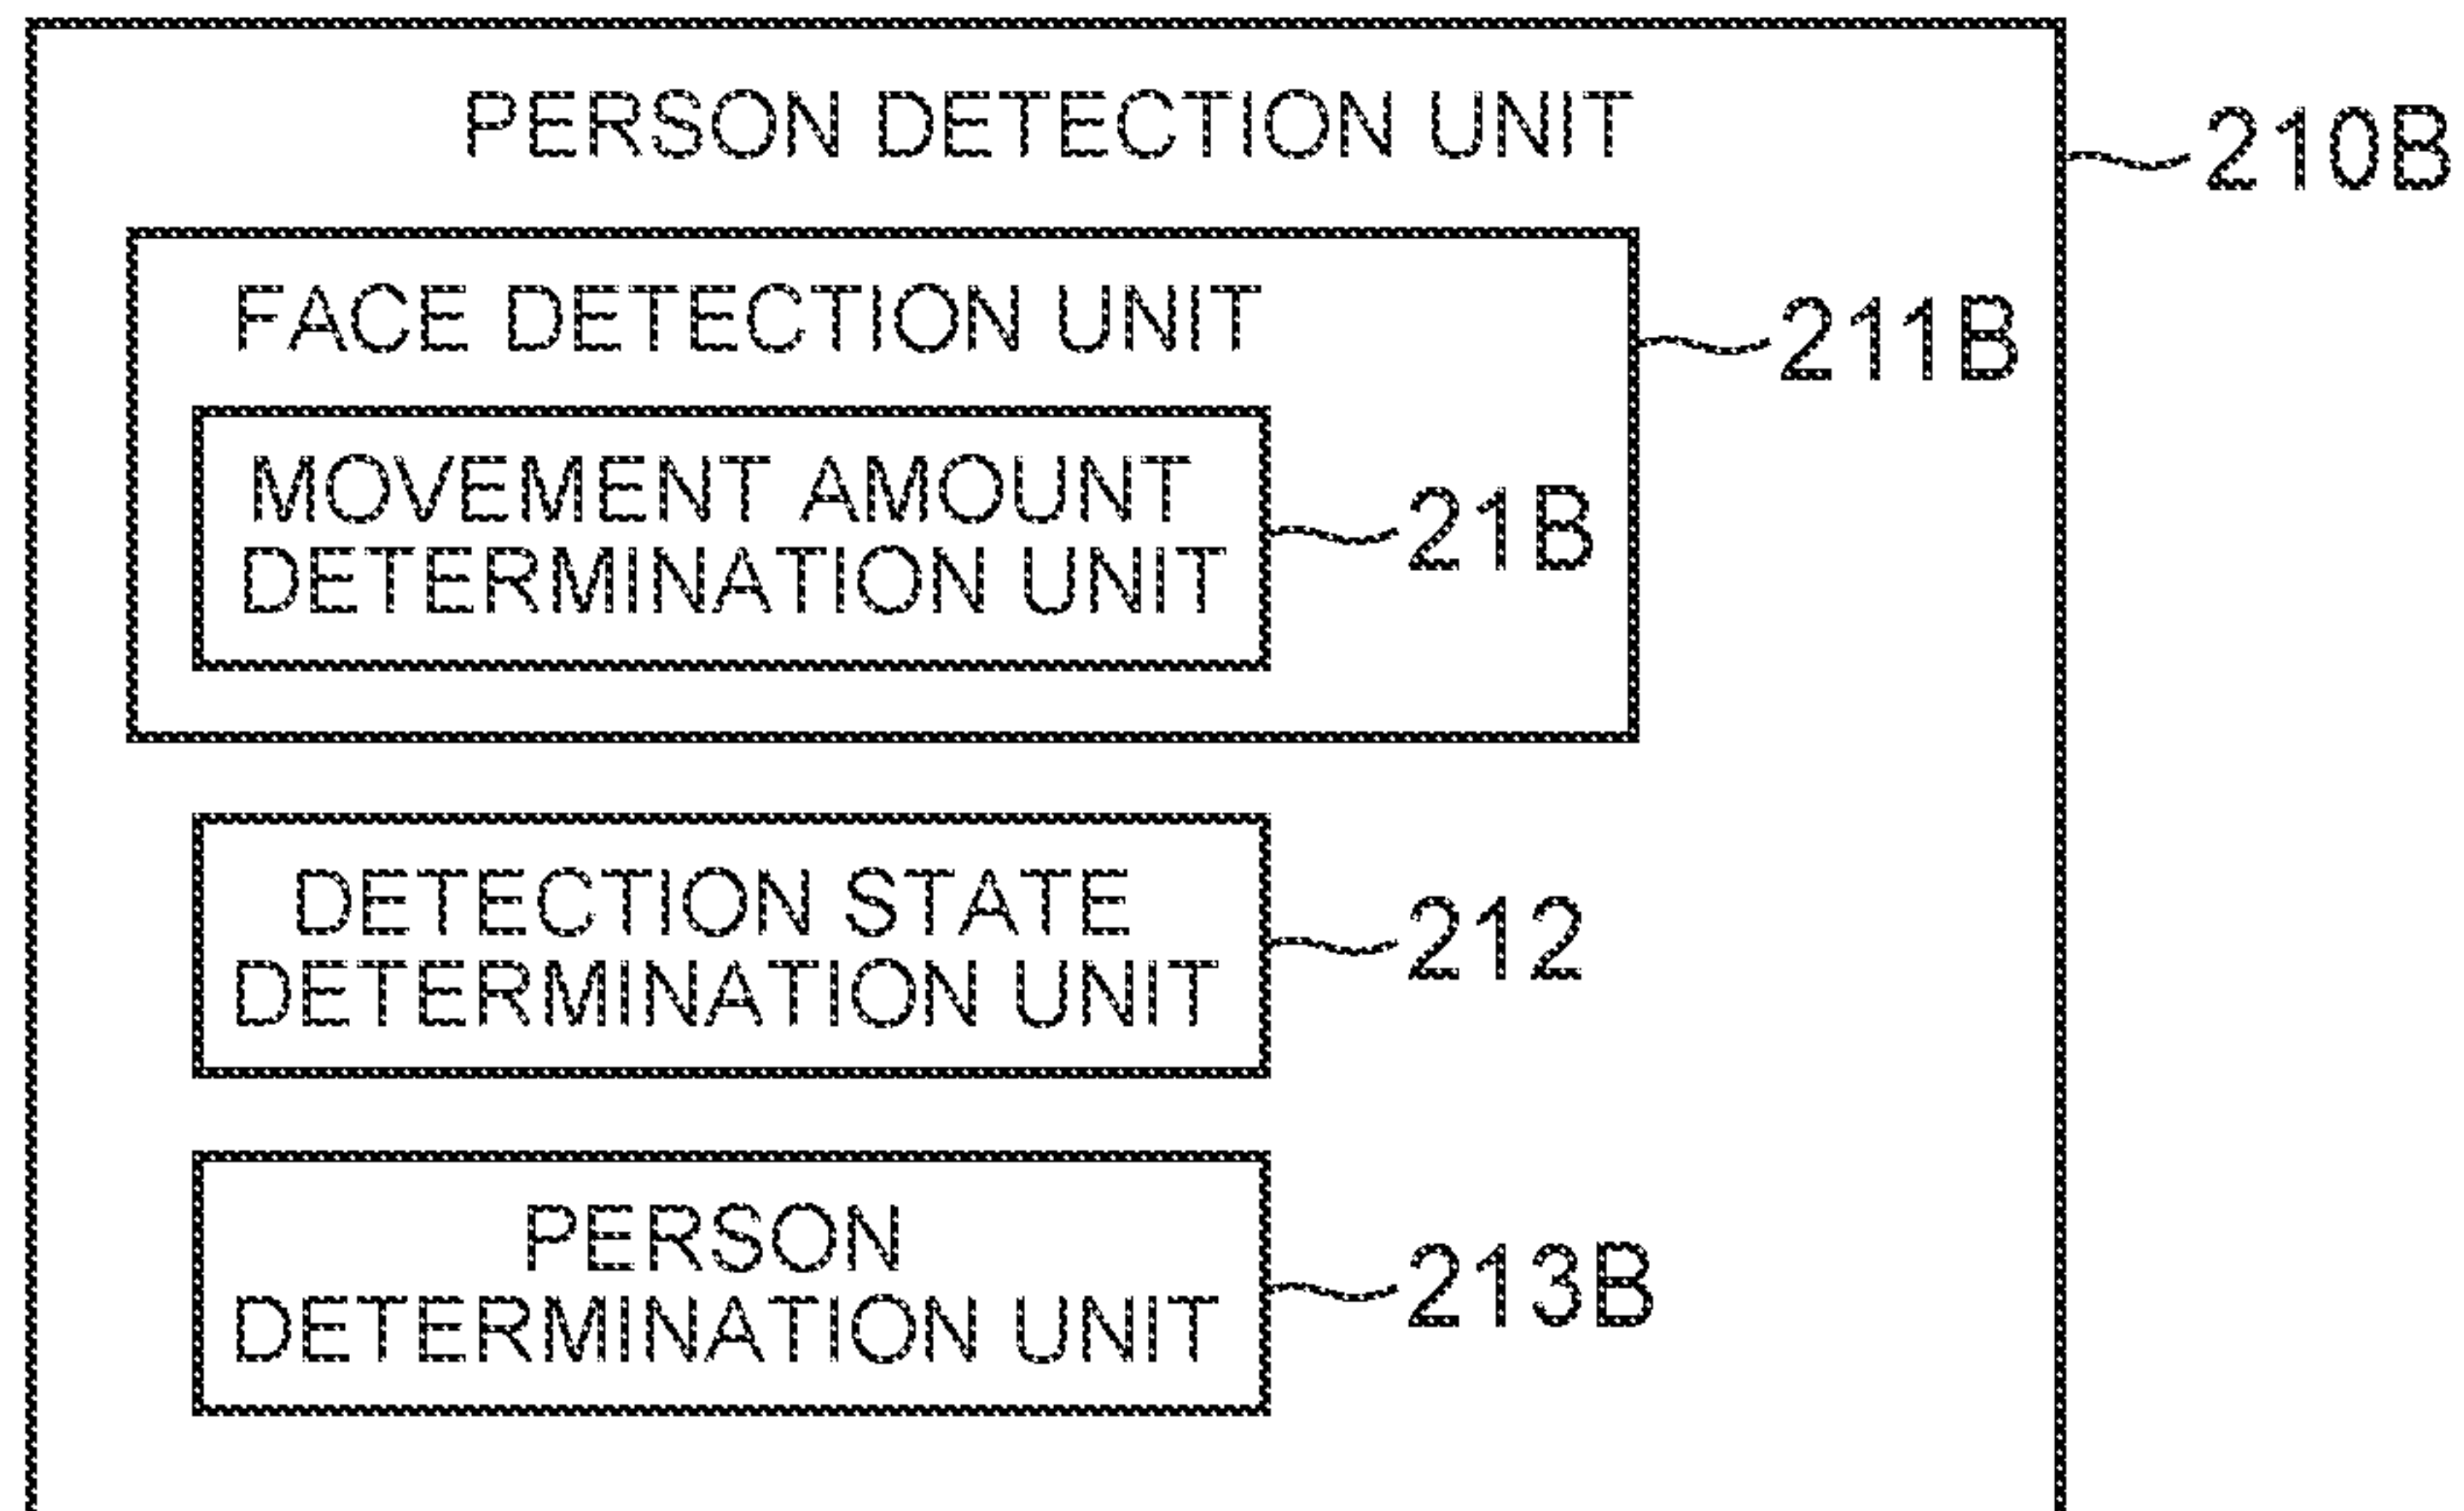 PERSON DETECTION UNIT
210B
FACE DETECTION UNIT
211B
MOVEMENT AMOUNT
DETERMINATION UNIT
21B
DETECTION STATE
DETERMINATION UNIT
212
PERSON
DETERMINATION UNIT
213B